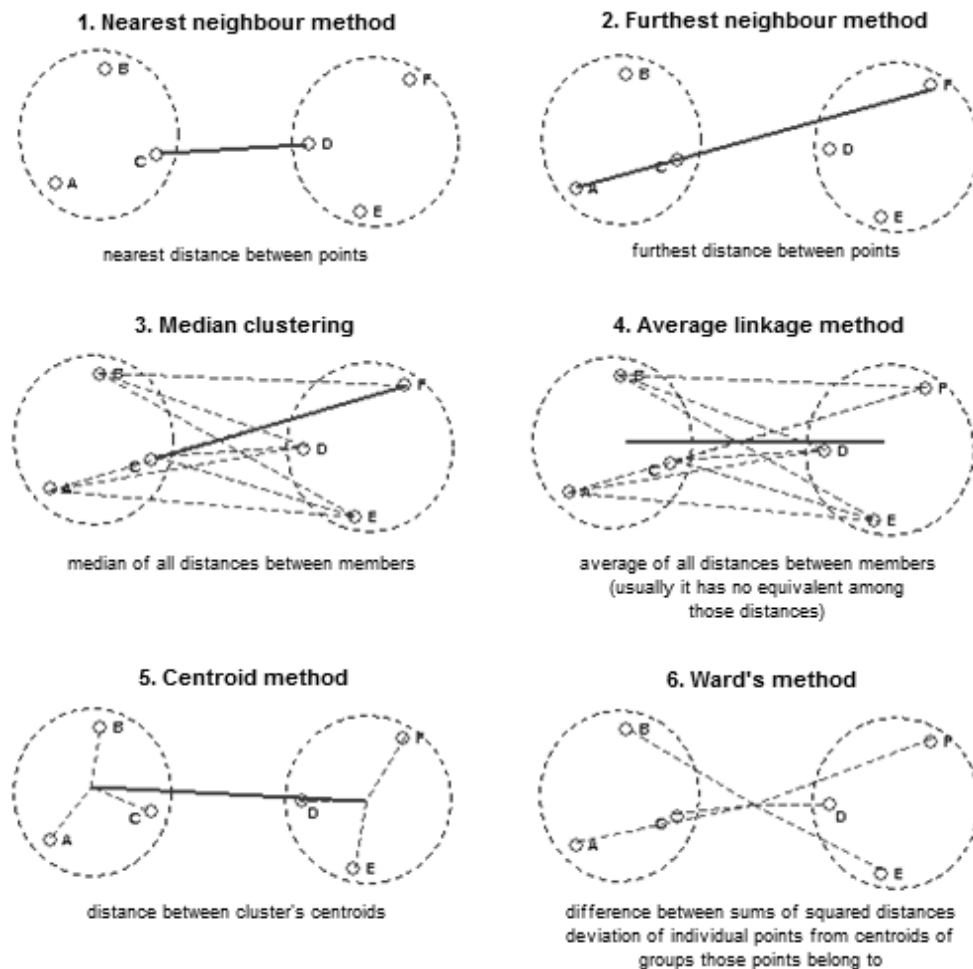 1. Nearest neighbour method
B
F
C
D
A
E
nearest distance between points
2. Furthest neighbour method
B
F
D
C
A
E
furthest distance between points
3. Median clustering
B
F
D
C
A
E
median of all distances between members
4. Average linkage method
B
F
D
C
A
E
average of all distances between members
(usually it has no equivalent among
those distances)
5. Centroid method
B
F
C
D
A
E
distance between cluster's centroids
6. Ward's method
B
F
D
C
A
E
difference between sums of squared distances
deviation of individual points from centroids of
groups those points belong to